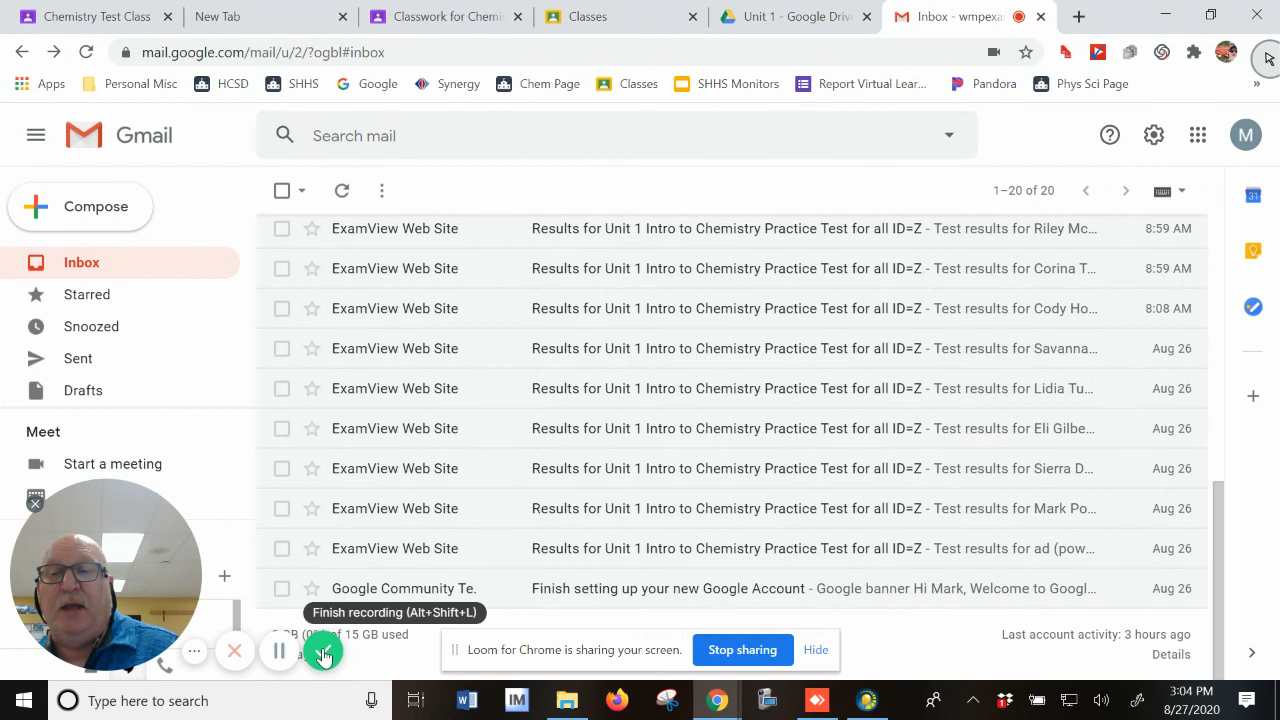 Chemistry Test Class
New Tab
Classwork for Chemi
Classes
Unit 1 - Google Driv
Inbox - wmpexa
mail.google.com/mail/u/2/?ogbl#inbox
Apps Personal Misc HCSD SHHS Google Synergy Chem Page Classes SHHS Monitors Report Virtual Lear... Pandora Phys Sci Page »
Gmail
Search mail
M
Compose
1–20 of 20
31
Inbox
Starred
Snoozed
Sent
Drafts
Meet
Start a meeting
ExamView Web Site Results for Unit 1 Intro to Chemistry Practice Test for all ID=Z - Test results for Riley Mc... 8:59 AM
ExamView Web Site Results for Unit 1 Intro to Chemistry Practice Test for all ID=Z - Test results for Corina T... 8:59 AM
ExamView Web Site Results for Unit 1 Intro to Chemistry Practice Test for all ID=Z - Test results for Cody Ho... 8:08 AM
ExamView Web Site Results for Unit 1 Intro to Chemistry Practice Test for all ID=Z - Test results for Savanna... Aug 26
ExamView Web Site Results for Unit 1 Intro to Chemistry Practice Test for all ID=Z - Test results for Lidia Tu... Aug 26
ExamView Web Site Results for Unit 1 Intro to Chemistry Practice Test for all ID=Z - Test results for Eli Gilbe... Aug 26
ExamView Web Site Results for Unit 1 Intro to Chemistry Practice Test for all ID=Z - Test results for Sierra D... Aug 26
ExamView Web Site Results for Unit 1 Intro to Chemistry Practice Test for all ID=Z - Test results for Mark Po... Aug 26
ExamView Web Site Results for Unit 1 Intro to Chemistry Practice Test for all ID=Z - Test results for ad (pow... Aug 26
Google Community Te. Finish setting up your new Google Account - Google banner Hi Mark, Welcome to Googl... Aug 26
Finish recording (Alt+Shift+L)
of 15 GB used
Last account activity: 3 hours ago
Details
Loom for Chrome is sharing your screen. Stop sharing Hide
Type here to search
IM
3:04 PM
8/27/2020